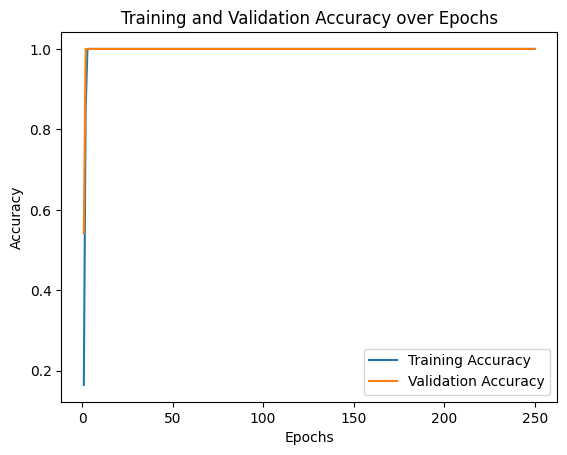 Training and Validation Accuracy over Epochs
1.0
0.8
0.6
0.4
0.2
Accuracy
Training Accuracy
Validation Accuracy
0
50
100
150
200
250
Epochs